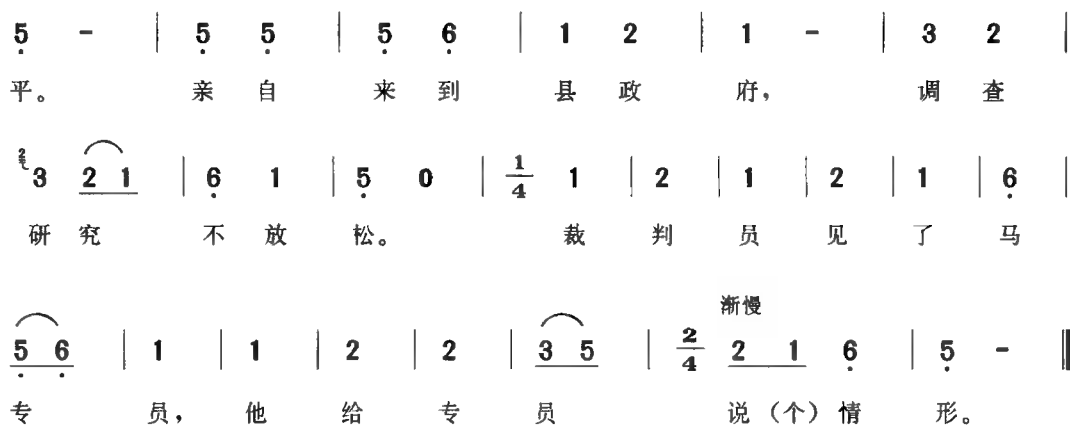 5̣ - | 5̣ 5̣ | 5̣ 6̣ | 1 2 | 1 - | 3 2 |
平。 亲 自 来 到 县 政 府， 调 查
2 3 2 1 | 6̣ 1 | 5̣ 0 | 1/4 1 | 2 | 1 | 2 | 1 | 6̣ |
研 究 不 放 松。 裁 判 员 见 了 马
渐慢
5̣ 6̣ | 1 | 1 | 2 | 2 | 3 5 | 2/4 2 1 6̣ | 5̣ - ‖
专 员， 他 给 专 员 说（个）情 形。